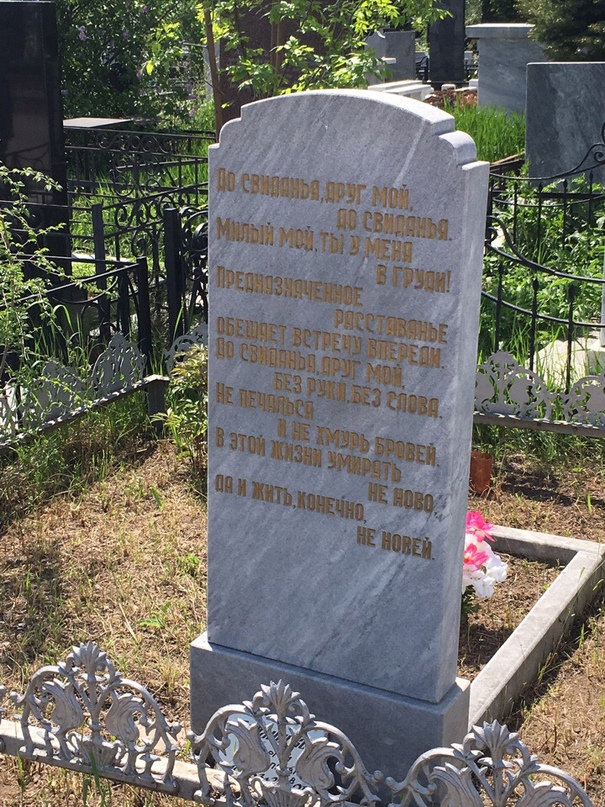 До свиданья, друг мой,
до свиданья.
Милый мой, ты у меня
в груди!
Предназначенное
расставанье
обещает встречу впереди.
До свиданья, друг мой,
без руки, без слова.
Не печалься
и не хмурь бровей.
В этой жизни умирать
не ново
да и жить, конечно,
не новей.